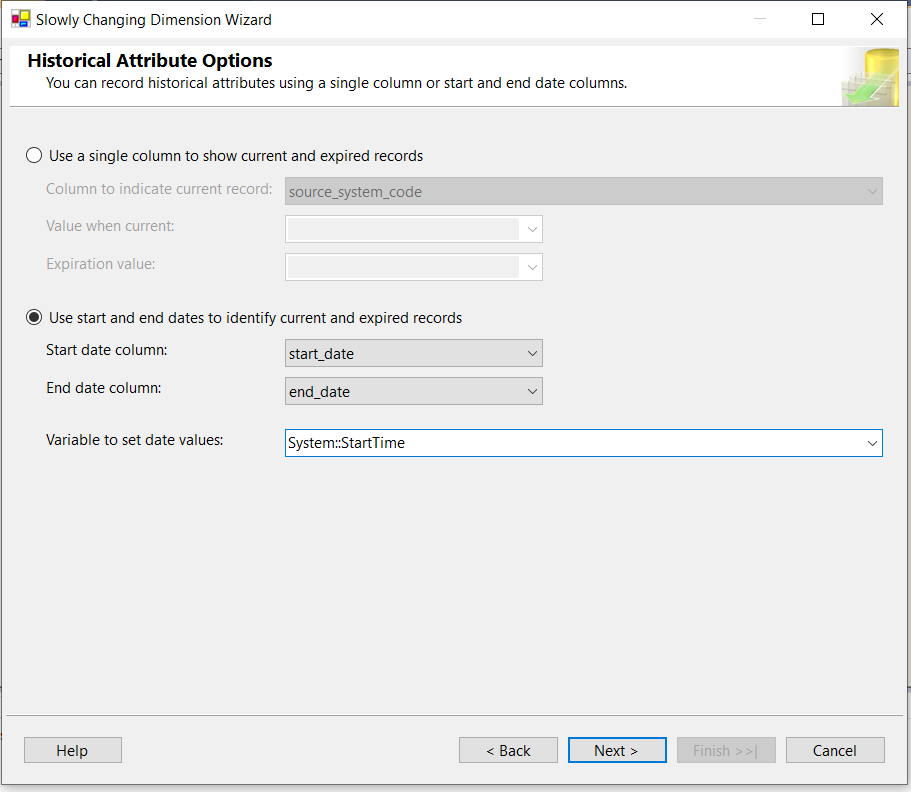 Slowly Changing Dimension Wizard
Historical Attribute Options
You can record historical attributes using a single column or start and end date columns.
Use a single column to show current and expired records
Column to indicate current record: source_system_code
Value when current:
Expiration value:
Use start and end dates to identify current and expired records
Start date column: start_date
End date column: end_date
Variable to set date values: System::StartTime
Help < Back Next > Finish >>| Cancel